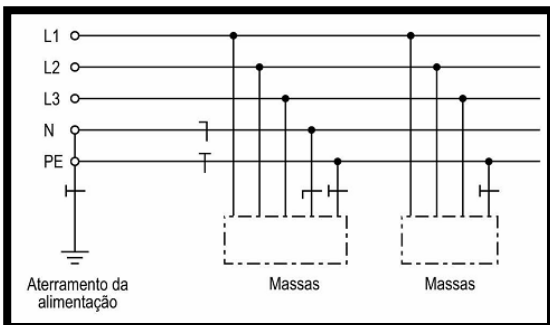 L1
L2
L3
N
PE
Aterramento da
alimentação
Massas
Massas